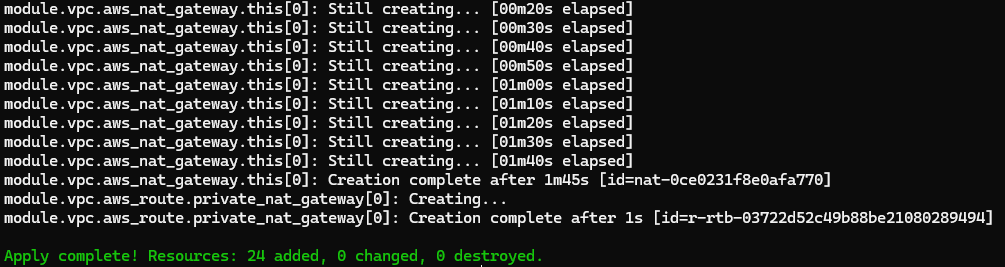 module.vpc.aws_nat_gateway.this[0]: Still creating... [00m20s elapsed]
module.vpc.aws_nat_gateway.this[0]: Still creating... [00m30s elapsed]
module.vpc.aws_nat_gateway.this[0]: Still creating... [00m40s elapsed]
module.vpc.aws_nat_gateway.this[0]: Still creating... [00m50s elapsed]
module.vpc.aws_nat_gateway.this[0]: Still creating... [01m00s elapsed]
module.vpc.aws_nat_gateway.this[0]: Still creating... [01m10s elapsed]
module.vpc.aws_nat_gateway.this[0]: Still creating... [01m20s elapsed]
module.vpc.aws_nat_gateway.this[0]: Still creating... [01m30s elapsed]
module.vpc.aws_nat_gateway.this[0]: Still creating... [01m40s elapsed]
module.vpc.aws_nat_gateway.this[0]: Creation complete after 1m45s [id=nat-0ce0231f8e0afa770]
module.vpc.aws_route.private_nat_gateway[0]: Creating...
module.vpc.aws_route.private_nat_gateway[0]: Creation complete after 1s [id=r-rtb-03722d52c49b88be21080289494]
Apply complete! Resources: 24 added, 0 changed, 0 destroyed.